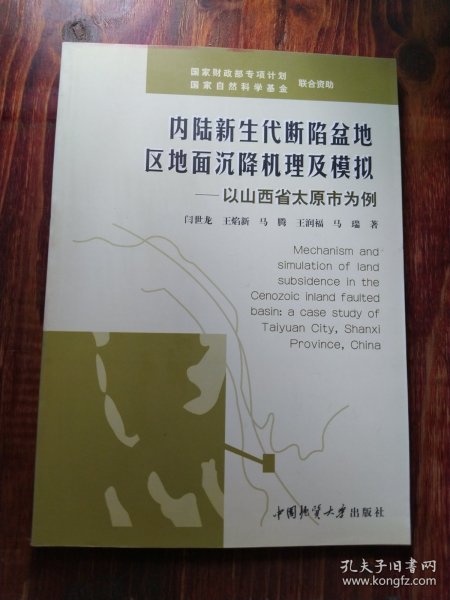 国家财政部专项计划
国家自然科学基金
联合资助
内陆新生代断陷盆地
区地面沉降机理及模拟
——以山西省太原市为例
闫世龙 王焰新 马腾 王润福 马瑞 著
Mechanism and
simulation of land
subsidence in the
Cenozoic inland faulted
basin: a case study of
Taiyuan City, Shanxi
Province, China
中国地质大学出版社
孔夫子旧书网
www.kongfz.com